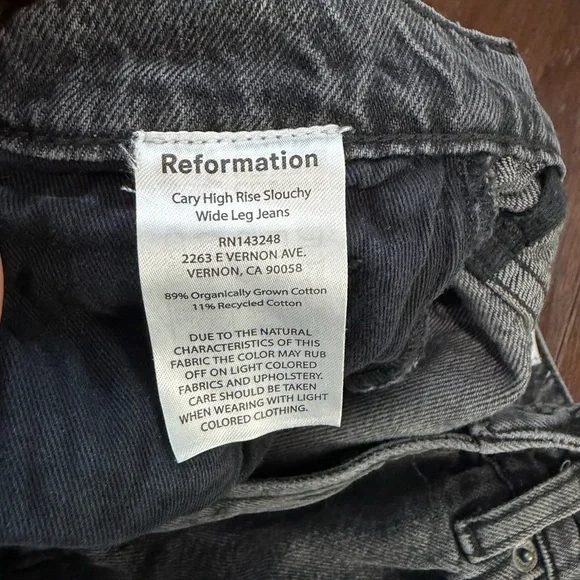 Reformation
Cary High Rise Slouchy
Wide Leg Jeans
RN143248
2263 E VERNON AVE.
VERNON, CA 90058
89% Organically Grown Cotton
11% Recycled Cotton
DUE TO THE NATURAL
CHARACTERISTICS OF THIS
FABRIC THE COLOR MAY RUB
OFF ON LIGHT COLORED
FABRICS AND UPHOLSTERY.
CARE SHOULD BE TAKEN
WHEN WEARING WITH LIGHT
COLORED CLOTHING.